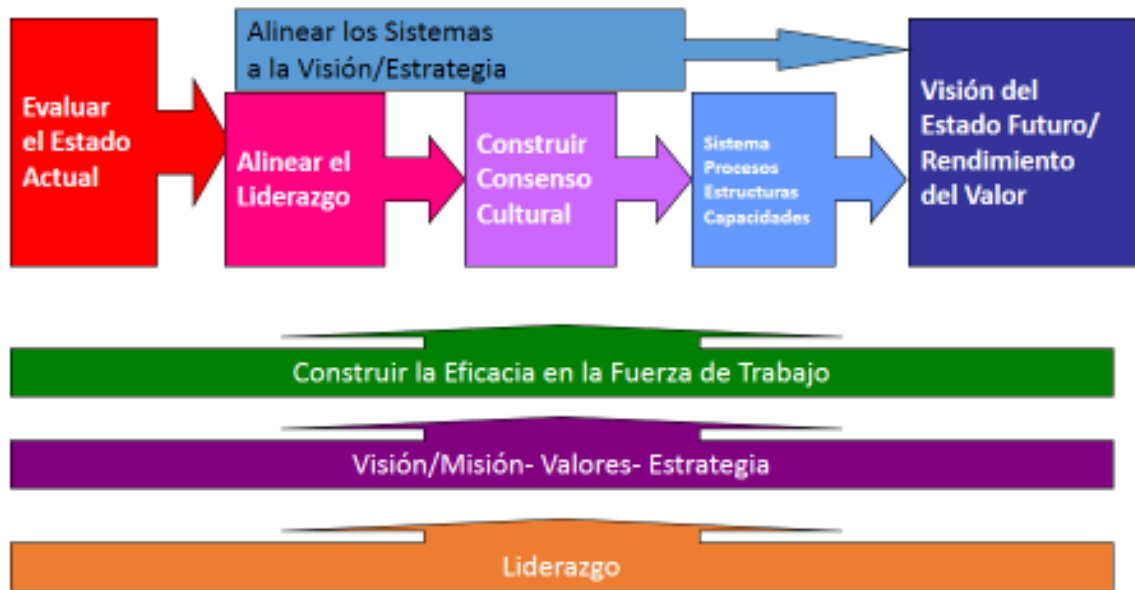 Evaluar
el Estado
Actual
Alinear los Sistemas
a la Visión/Estrategia
Alinear el
Liderazgo
Construir
Consenso
Cultural
Sistema
Procesos
Estructuras
Capacidades
Visión del
Estado Futuro/
Rendimiento
del Valor
Construir la Eficacia en la Fuerza de Trabajo
Visión/Misión- Valores- Estrategia
Liderazgo